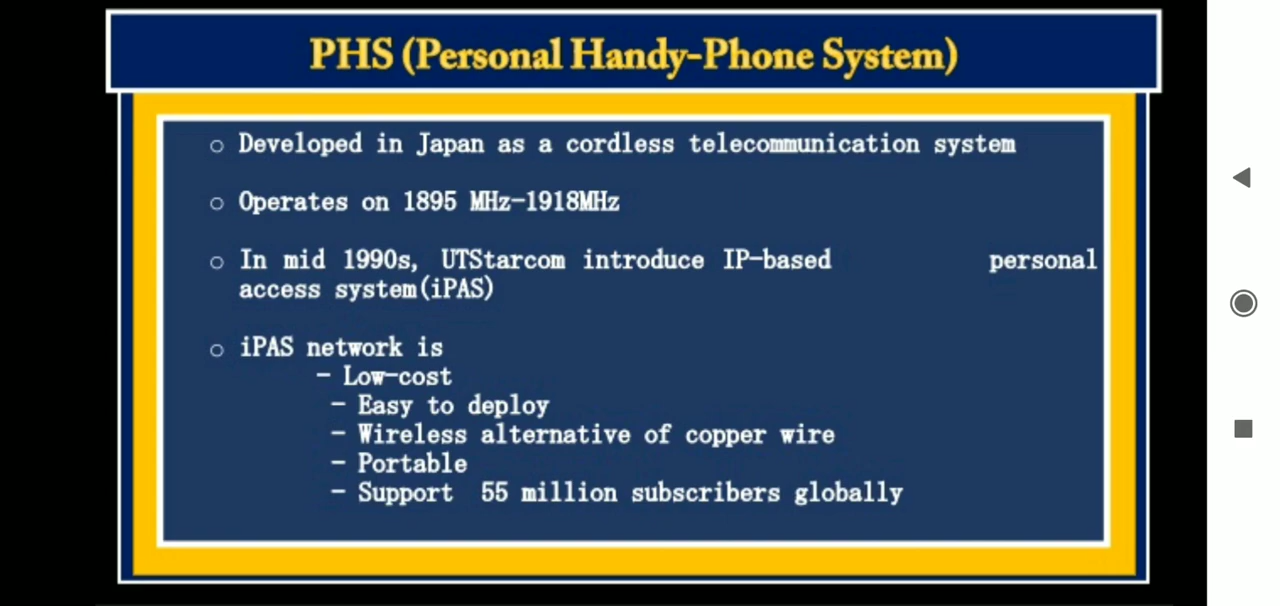 PHS (Personal Handy-Phone System)
○ Developed in Japan as a cordless telecommunication system
○ Operates on 1895 MHz-1918MHz
○ In mid 1990s, UTStarcom introduce IP-based personal
access system(iPAS)
○ iPAS network is
- Low-cost
- Easy to deploy
- Wireless alternative of copper wire
- Portable
- Support 55 million subscribers globally